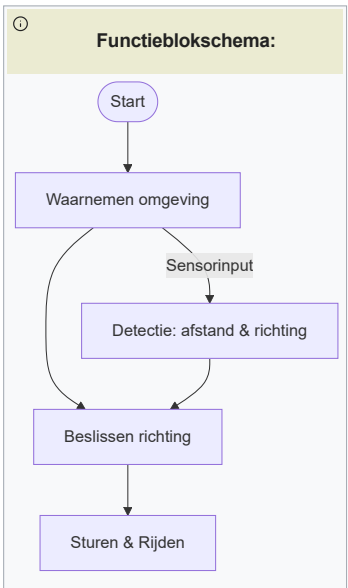 Functieblokschema:
Start
Waarnemen omgeving
Sensorinput
Detectie: afstand & richting
Beslissen richting
Sturen & Rijden